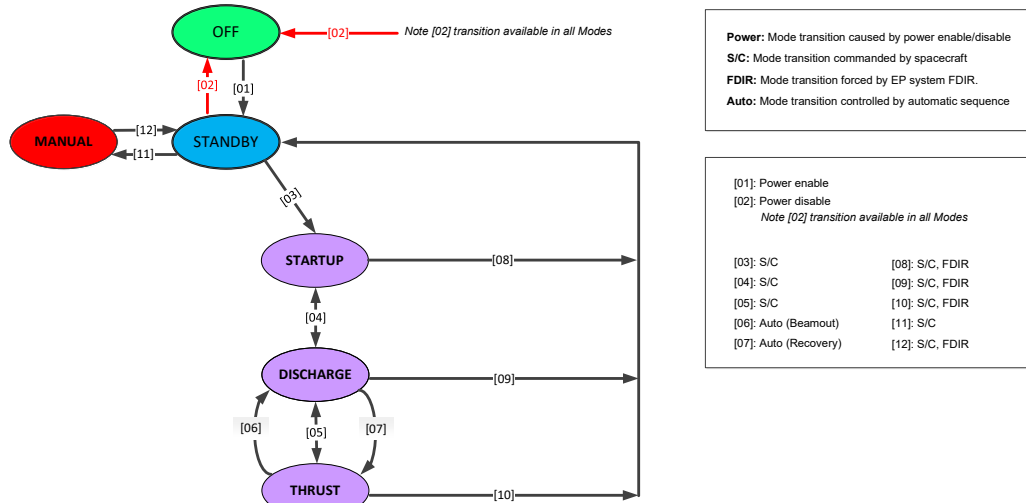 OFF
[02]
Note [02] transition available in all Modes
[02]
[01]
MANUAL
[12]
[11]
STANDBY
[03]
STARTUP
[08]
[04]
DISCHARGE
[09]
[06]
[05]
[07]
THRUST
[10]
Power: Mode transition caused by power enable/disable
S/C: Mode transition commanded by spacecraft
FDIR: Mode transition forced by EP system FDIR.
Auto: Mode transition controlled by automatic sequence
[01]: Power enable
[02]: Power disable
Note [02] transition available in all Modes
[03]: S/C
[04]: S/C
[05]: S/C
[06]: Auto (Beamout)
[07]: Auto (Recovery)
[08]: S/C, FDIR
[09]: S/C, FDIR
[10]: S/C, FDIR
[11]: S/C
[12]: S/C, FDIR